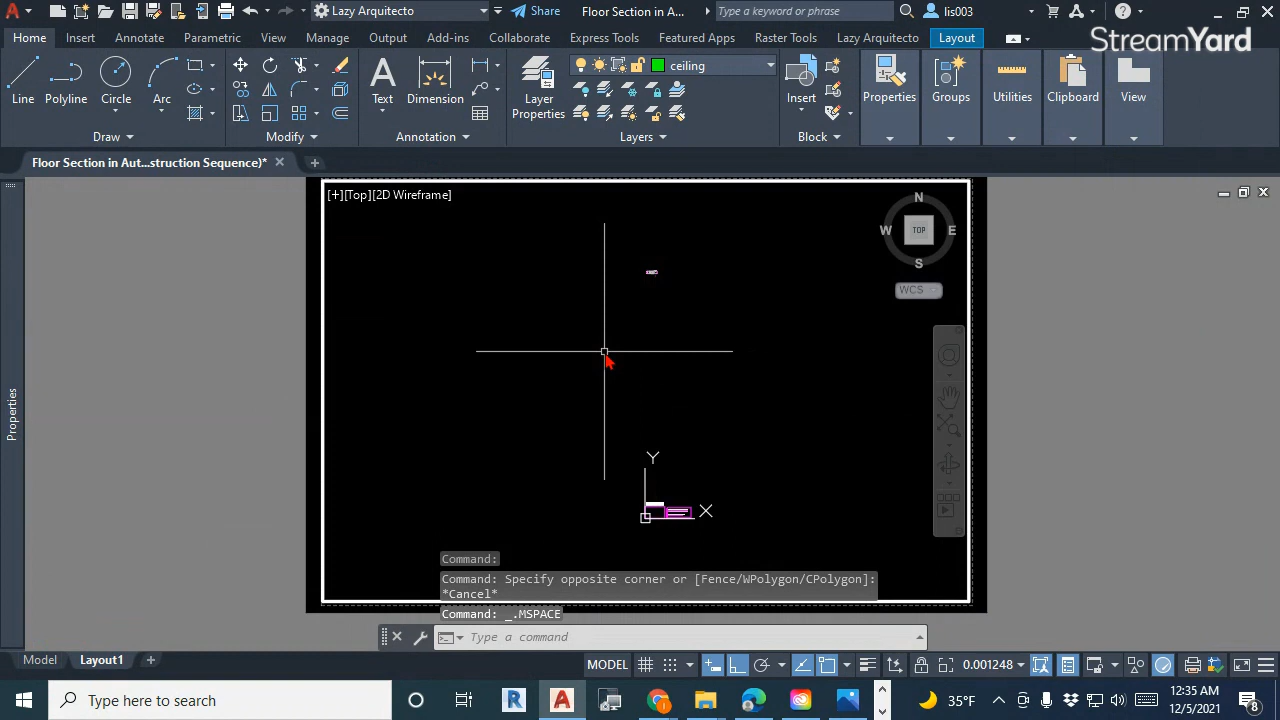 Lazy Arquitecto
Share
Floor Section in A...
Type a keyword or phrase
lis003
?
Home
Insert
Annotate
Parametric
View
Manage
Output
Add-ins
Collaborate
Express Tools
Featured Apps
Raster Tools
Lazy Arquitecto
Layout
StreamYard
ceiling
Line
Polyline
Circle
Arc
A
Text
Dimension
Layer
Properties
Insert
Properties
Groups
Utilities
Clipboard
View
Draw
Modify
Annotation
Layers
Block
Floor Section in Aut...struction Sequence)*
[+][Top][2D Wireframe]
N
W
TOP
E
S
WCS
Properties
Y
X
Command:
Command: Specify opposite corner or [Fence/WPolygon/CPolygon]:
*Cancel*
Command: _.MSPACE
Type a command
Model
Layout1
MODEL
0.001248
Type here to search
R
A
35°F
12:35 AM
12/5/2021
8